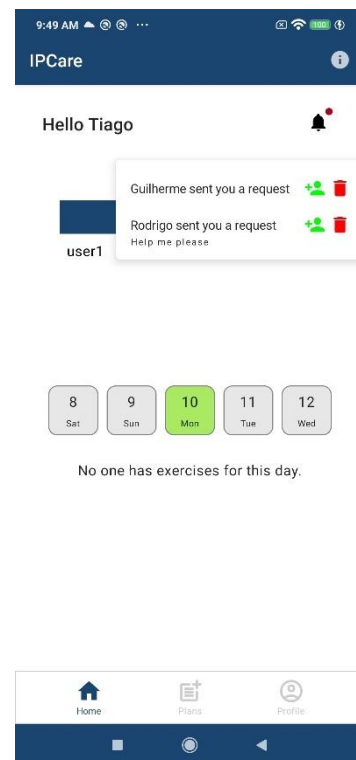 9:49 AM
100
IPCare
Hello Tiago
Guilherme sent you a request
Rodrigo sent you a request
Help me please
user1
8 9 10 11 12
Sat Sun Mon Tue Wed
No one has exercises for this day.
Home Plans Profile